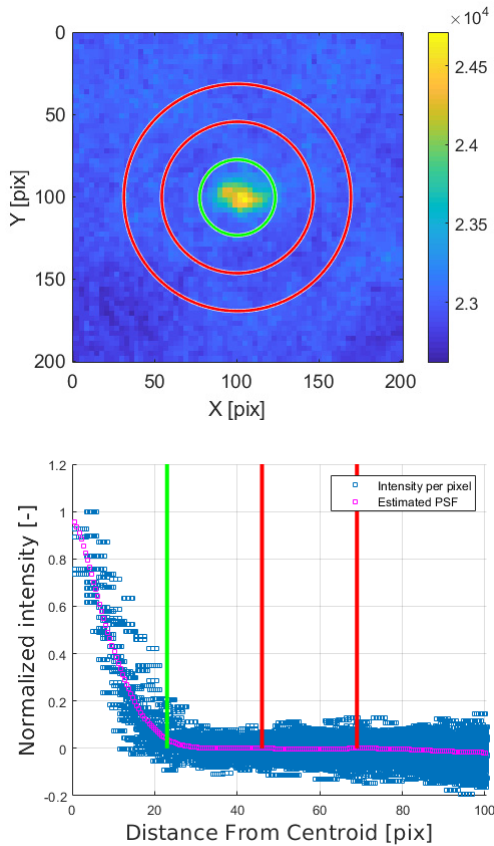 ×10⁴
0
50
100
150
200
Y [pix]
0 50 100 150 200
X [pix]
2.45
2.4
2.35
2.3
1.2
1
0.8
0.6
0.4
0.2
0
-0.2
Normalized intensity [-]
Intensity per pixel
Estimated PSF
0 20 40 60 80 100
Distance From Centroid [pix]